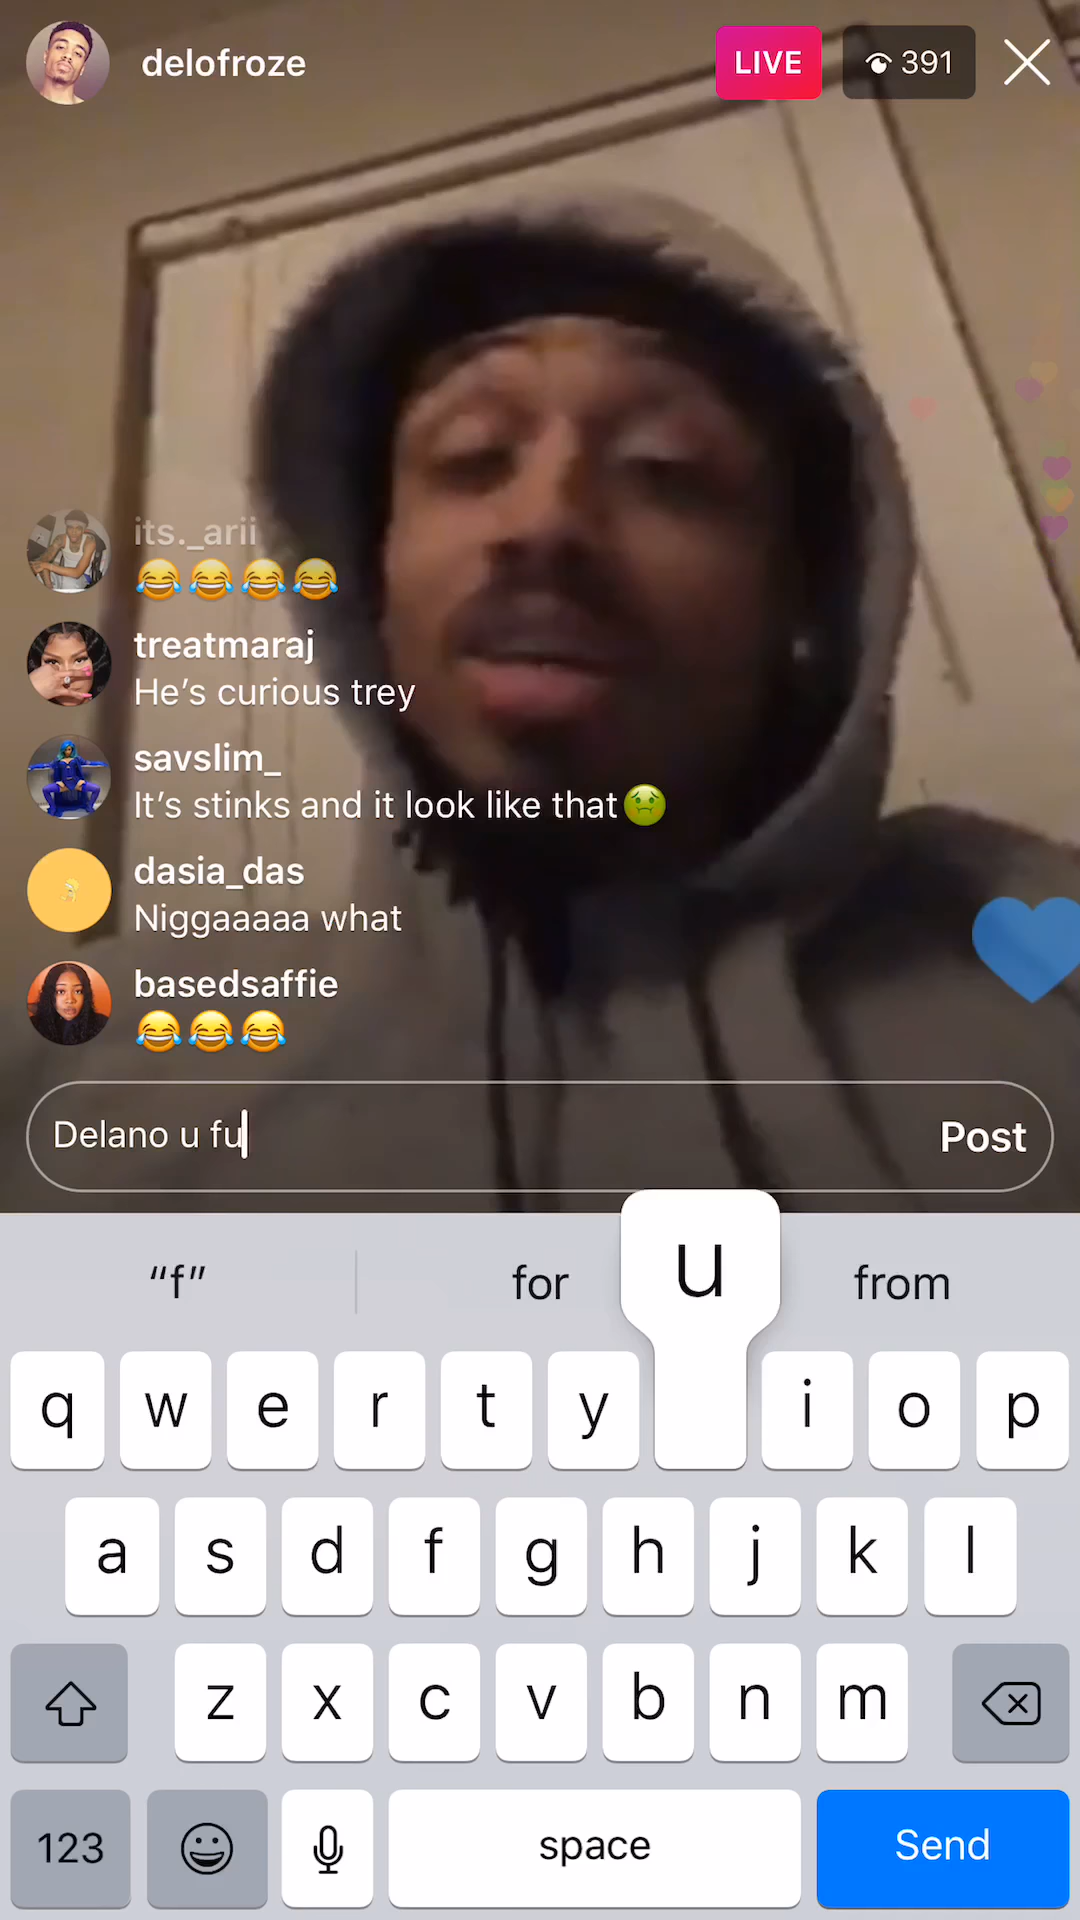 delofroze
LIVE
391
its._arii
😂😂😂😂
treatmaraj
He’s curious trey
savslim_
It’s stinks and it look like that🤢
dasia_das
Niggaaaaa what
basedsaffie
😂😂😂
Delano u fu
Post
“f” for from
u
q w e r t y i o p
a s d f g h j k l
z x c v b n m
123 space Send